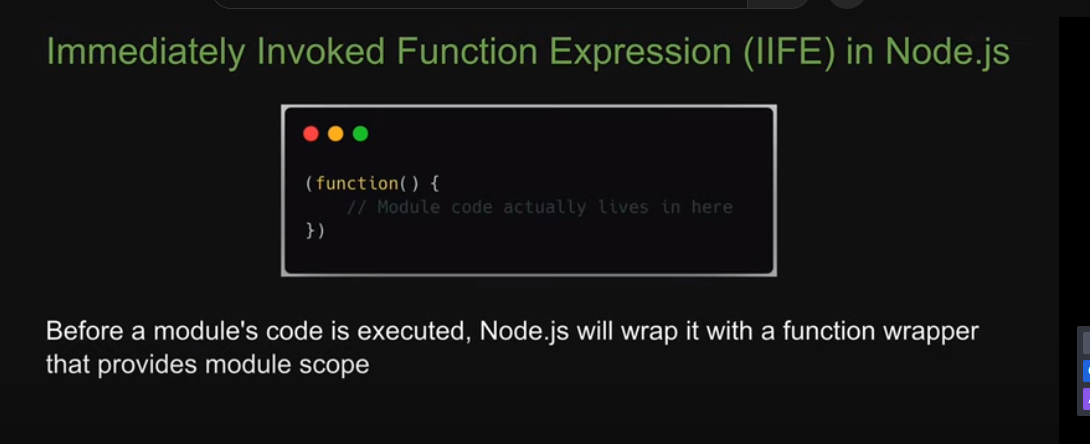 Immediately Invoked Function Expression (IIFE) in Node.js
(function() {
// Module code actually lives in here
})
Before a module's code is executed, Node.js will wrap it with a function wrapper
that provides module scope